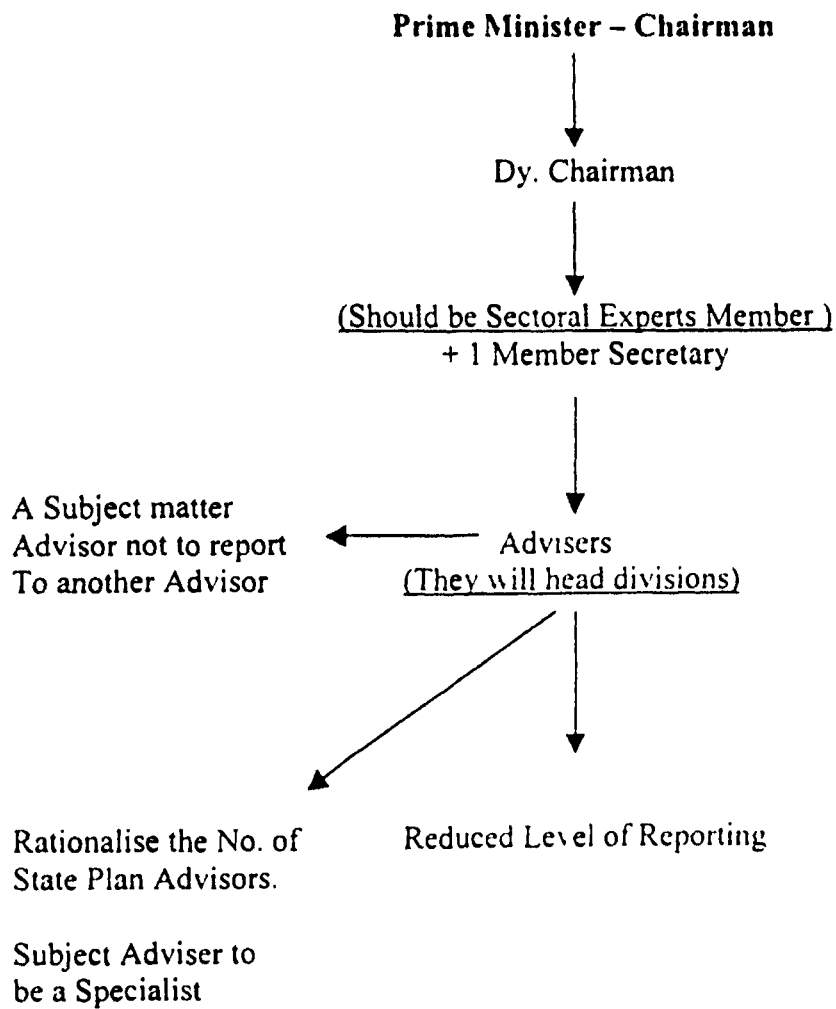 Prime Minister – Chairman
Dy. Chairman
(Should be Sectoral Experts Member )
+ 1 Member Secretary
A Subject matter
Advisor not to report
To another Advisor
Advisers
(They will head divisions)
Rationalise the No. of
State Plan Advisors.
Subject Adviser to
be a Specialist
Reduced Level of Reporting